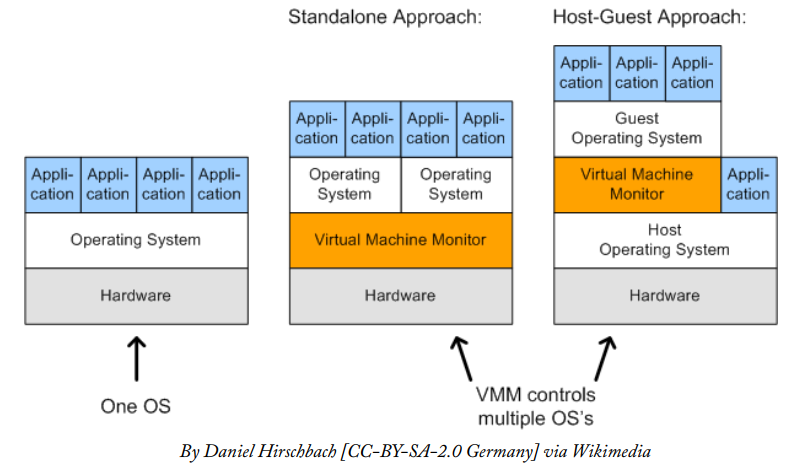 Standalone Approach:
Host-Guest Approach:
Appli-
cation
Appli-
cation
Appli-
cation
Appli-
cation
Operating System
Hardware
One OS
Appli-
cation
Appli-
cation
Appli-
cation
Appli-
cation
Operating
System
Operating
System
Virtual Machine Monitor
Hardware
Appli-
cation
Appli-
cation
Appli-
cation
Guest
Operating System
Virtual Machine
Monitor
Appli-
cation
Host
Operating System
Hardware
VMM controls
multiple OS's
By Daniel Hirschbach [CC-BY-SA-2.0 Germany] via Wikimedia